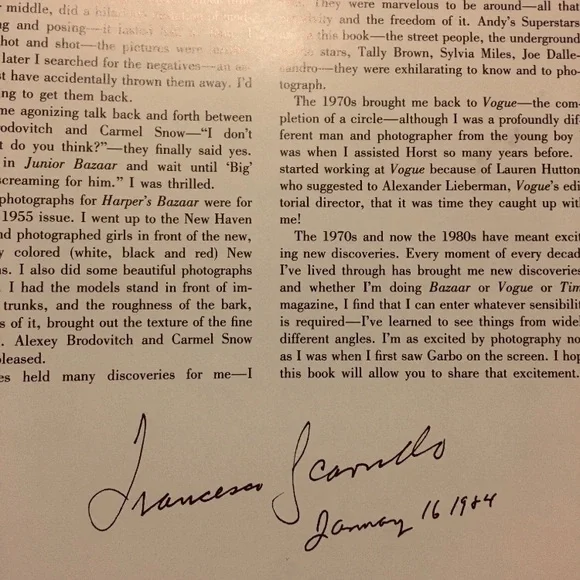 r middle, did a
ng and posing—it
hot and shot—the pictures were
later I searched for the negatives—an as-
st have accidentally thrown them away. I'd
ng to get them back.
me agonizing talk back and forth between
rodovitch and Carmel Snow—“I don't
t do you think?”—they finally said yes.
in Junior Bazaar and wait until ‘Big’
screaming for him.” I was thrilled.
photographs for Harper's Bazaar were for
1955 issue. I went up to the New Haven
nd photographed girls in front of the new,
y colored (white, black and red) New
ns. I also did some beautiful photographs
. I had the models stand in front of im-
trunks, and the roughness of the bark,
s of it, brought out the texture of the fine
. Alexey Brodovitch and Carmel Snow
pleased.
es held many discoveries for me—I
They were marvelous to be around—all that
and the freedom of it. Andy's Superstars
this book—the street people, the underground
stars, Tally Brown, Sylvia Miles, Joe Dalle-
sandro—they were exhilarating to know and to pho-
tograph.
The 1970s brought me back to Vogue—the com-
pletion of a circle—although I was a profoundly dif-
ferent man and photographer from the young boy
was when I assisted Horst so many years before.
started working at Vogue because of Lauren Hutton
who suggested to Alexander Lieberman, Vogue's edi
torial director, that it was time they caught up with
me!
The 1970s and now the 1980s have meant excit
ing new discoveries. Every moment of every decad
I've lived through has brought me new discoveries
and whether I'm doing Bazaar or Vogue or Tim
magazine, I find that I can enter whatever sensibilit
is required—I've learned to see things from widel
different angles. I'm as excited by photography no
as I was when I first saw Garbo on the screen. I hop
this book will allow you to share that excitement.
Francesco Scavullo
January 16 1984